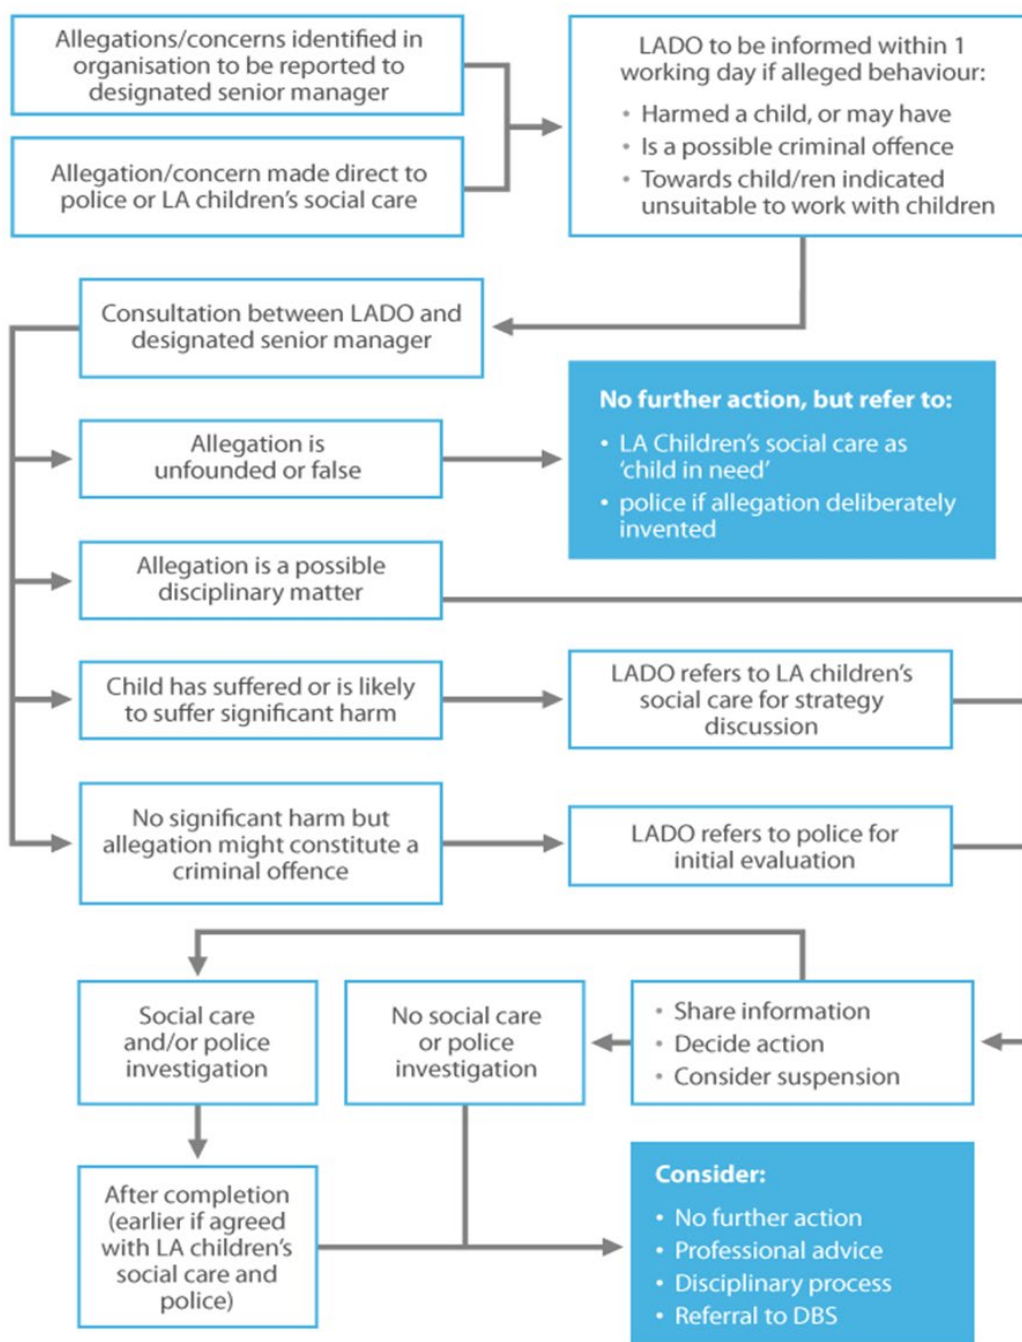 Allegations/concerns identified in
organisation to be reported to
designated senior manager
Allegation/concern made direct to
police or LA children's social care
LADO to be informed within 1
working day if alleged behaviour:
• Harmed a child, or may have
• Is a possible criminal offence
• Towards child/ren indicated
unsuitable to work with children
Consultation between LADO and
designated senior manager
Allegation is
unfounded or false
No further action, but refer to:
• LA Children's social care as
‘child in need’
• police if allegation deliberately
invented
Allegation is a possible
disciplinary matter
Child has suffered or is likely
to suffer significant harm
LADO refers to LA children's
social care for strategy
discussion
No significant harm but
allegation might constitute a
criminal offence
LADO refers to police for
initial evaluation
Social care
and/or police
investigation
No social care
or police
investigation
• Share information
• Decide action
• Consider suspension
After completion
(earlier if agreed
with LA children's
social care and
police)
Consider:
• No further action
• Professional advice
• Disciplinary process
• Referral to DBS